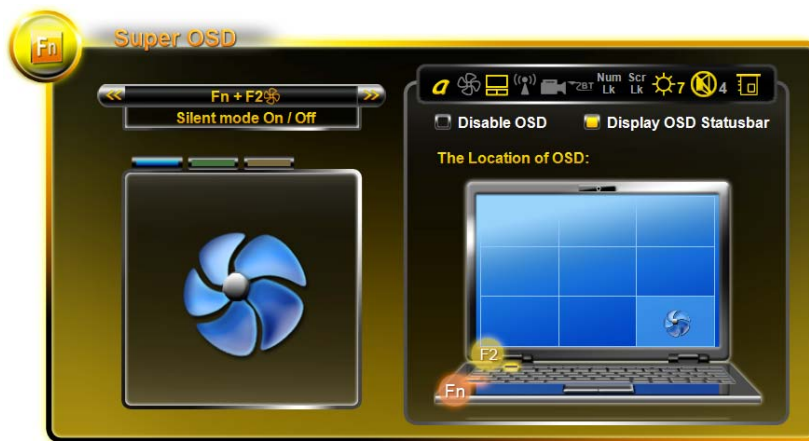 Fn
Super OSD
Fn + F2
Silent mode On / Off
a
BT
Num
Lk
Scr
Lk
7
4
Disable OSD
Display OSD Statusbar
The Location of OSD:
F2
Fn